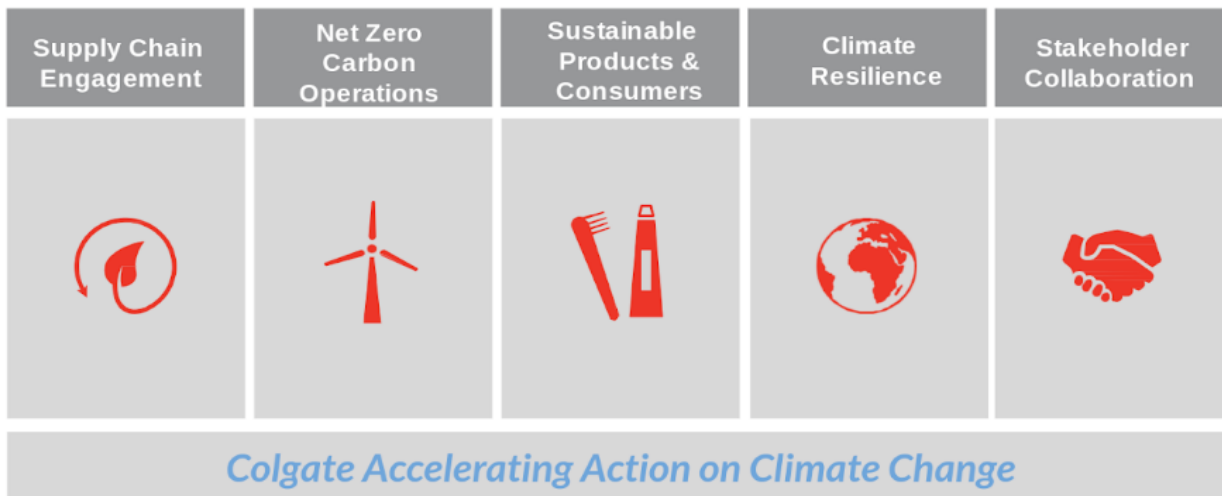 Supply Chain
Engagement
Net Zero
Carbon
Operations
Sustainable
Products &
Consumers
Climate
Resilience
Stakeholder
Collaboration
Colgate Accelerating Action on Climate Change